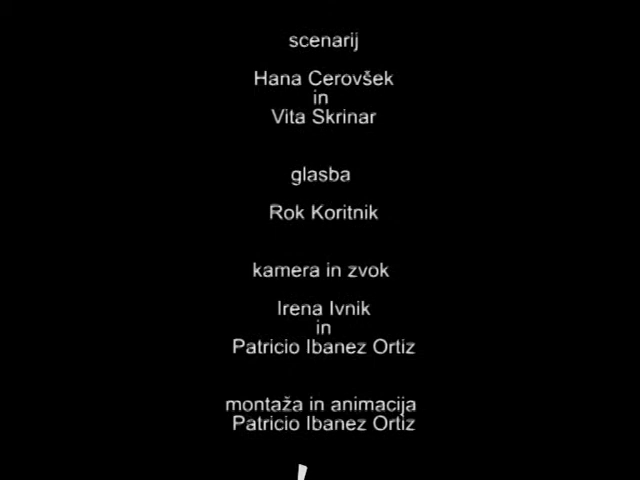 scenarij
Hana Cerovšek
in
Vita Skrinar
glasba
Rok Koritnik
kamera in zvok
Irena Ivnik
in
Patricio Ibanez Ortiz
montaža in animacija
Patricio Ibanez Ortiz